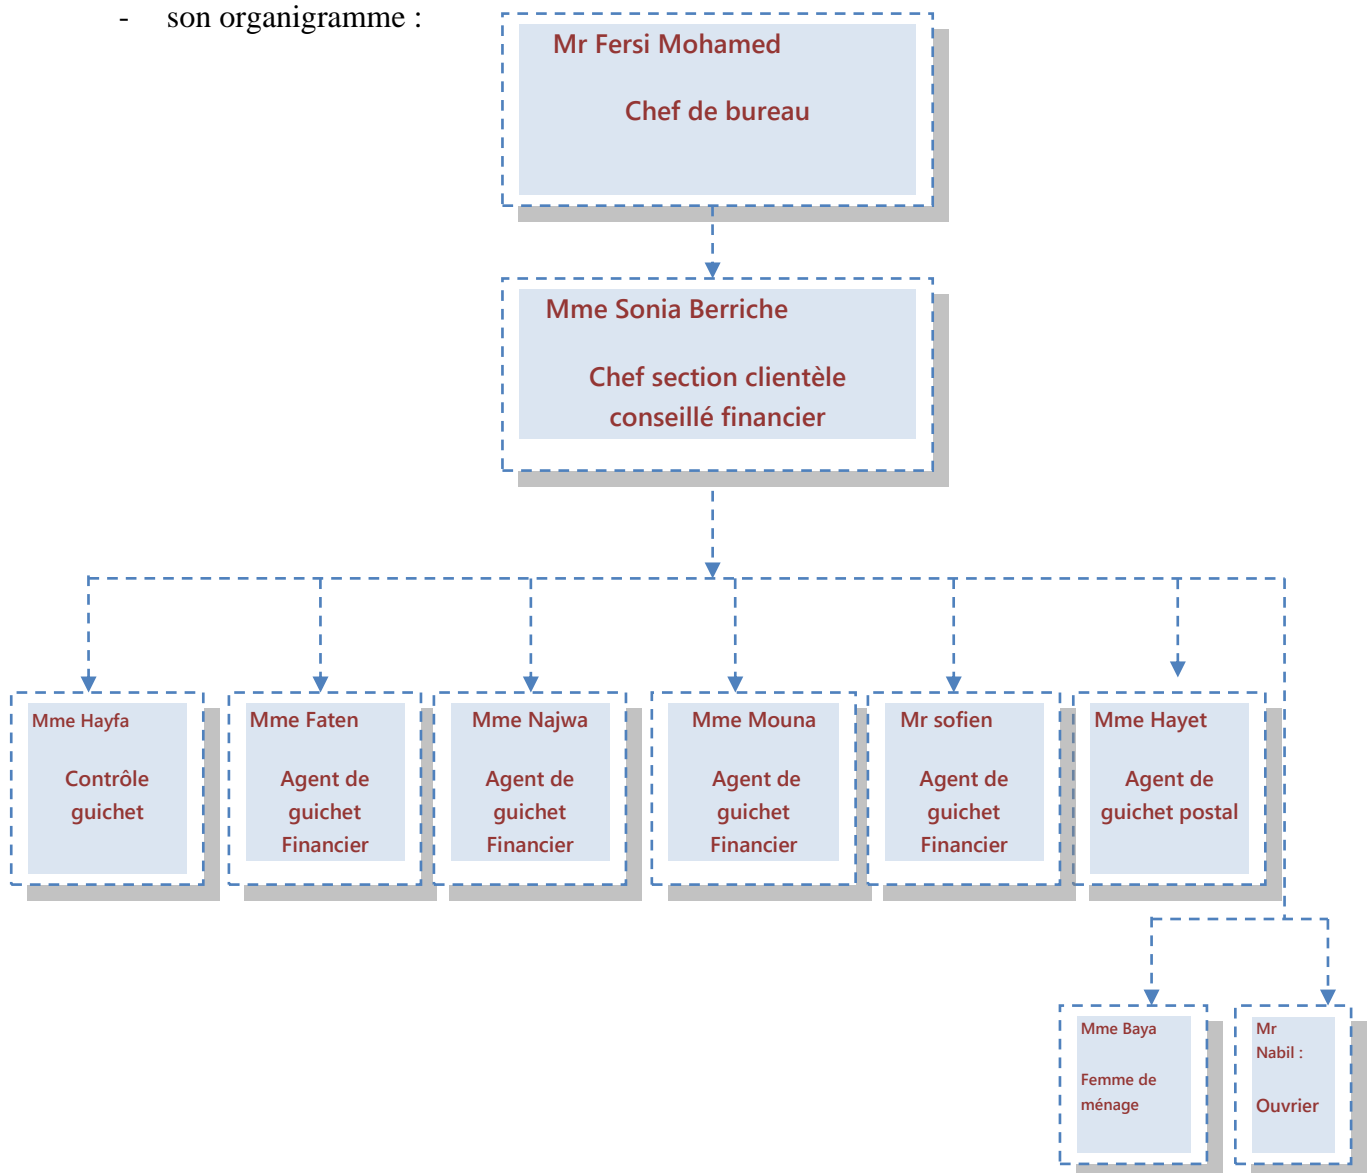 - son organigramme :
Mr Fersi Mohamed
Chef de bureau
Mme Sonia Berriche
Chef section clientèle
conseillé financier
Mme Hayfa
Contrôle
guichet
Mme Faten
Agent de
guichet
Financier
Mme Najwa
Agent de
guichet
Financier
Mme Mouna
Agent de
guichet
Financier
Mr sofien
Agent de
guichet
Financier
Mme Hayet
Agent de
guichet postal
Mme Baya
Femme de
ménage
Mr
Nabil :
Ouvrier